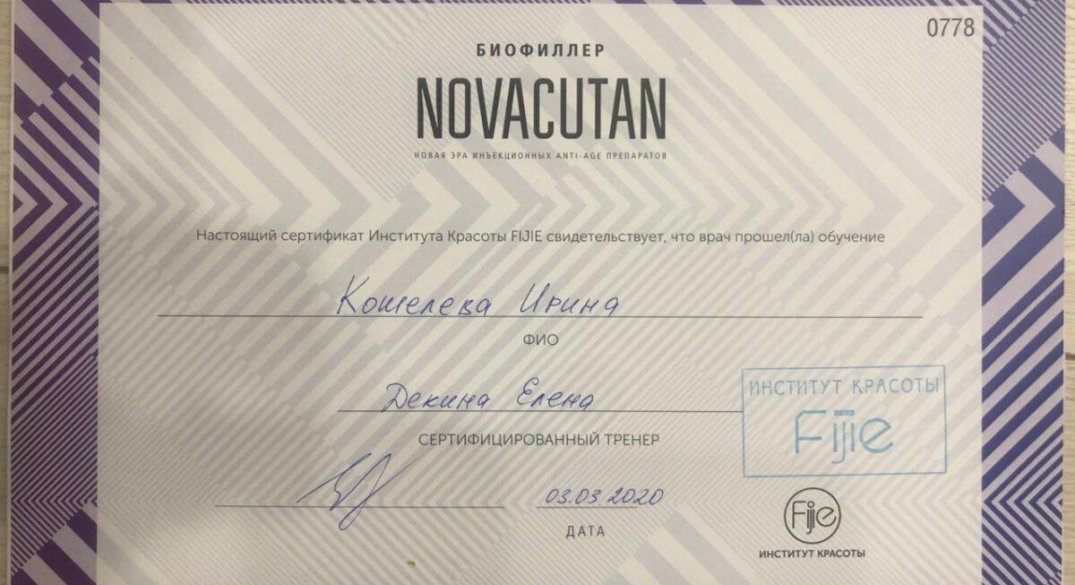 0778
БИОФИЛЛЕР
NOVACUTAN
НОВАЯ ЭРА ИНЪЕКЦИОННЫХ ANTI-AGE ПРЕПАРАТОВ
Настоящий сертификат Института Красоты FIJIE свидетельствует, что врач прошел(ла) обучение
Кошелева Ирина
ФИО
Декина Елена
СЕРТИФИЦИРОВАННЫЙ ТРЕНЕР
ИНСТИТУТ КРАСОТЫ
Fijie
03.03.2020
ДАТА
Fijie
ИНСТИТУТ КРАСОТЫ